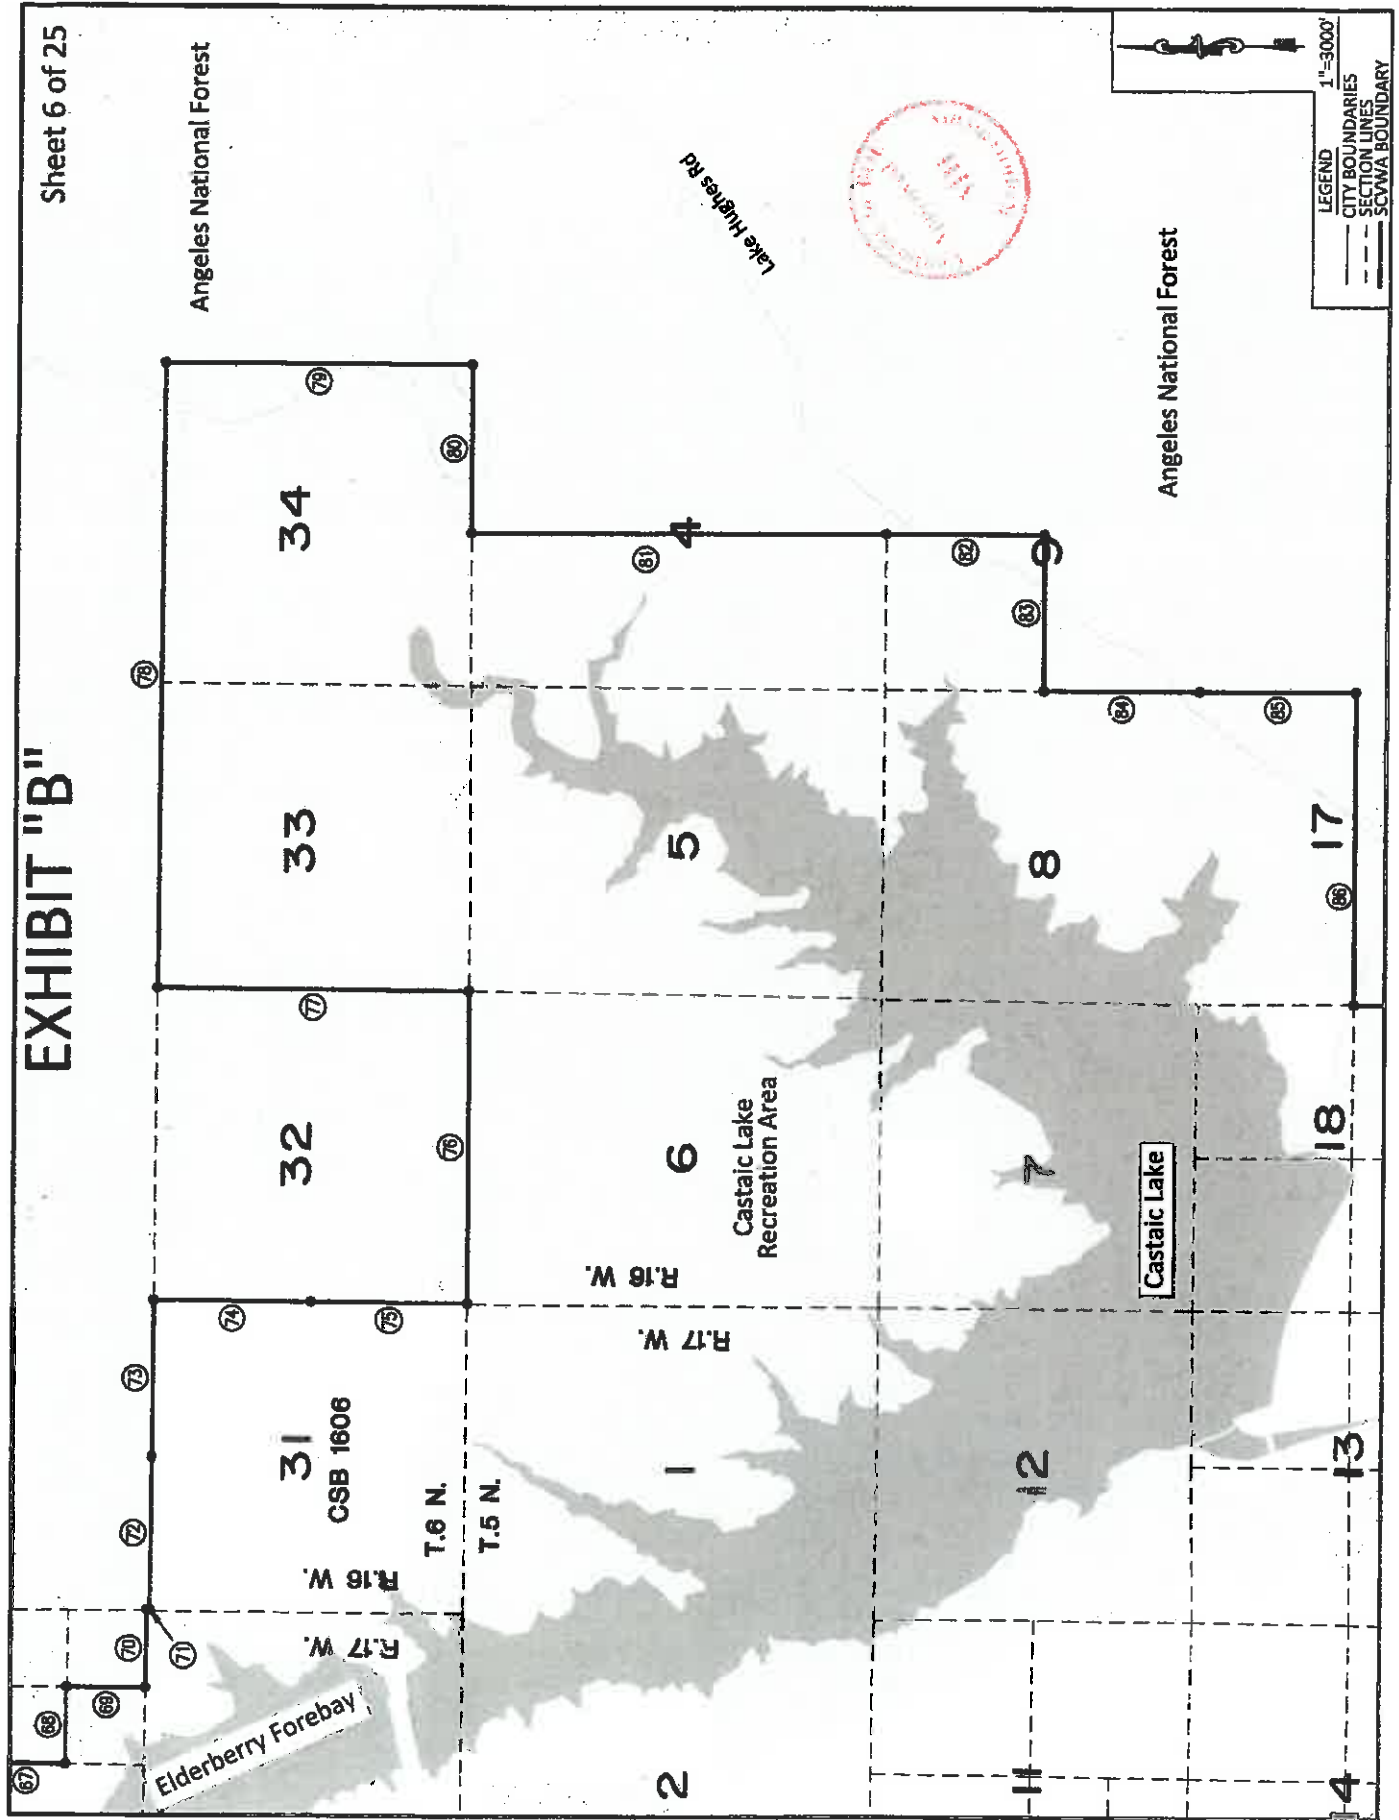 EXHIBIT "B"
Sheet 6 of 25
Angeles National Forest
67
68
69
70
71
72
73
74
75
76
77
78
79
80
81
82
83
84
85
86
31
CSB 1606
32
33
34
R.16 W.
R.17 W.
T.6 N.
T.5 N.
Elderberry Forebay
2
1
6
5
4
R.16 W.
R.17 W.
Castaic Lake
Recreation Area
Lake Hughes Rd
11
12
7
8
9
Castaic Lake
Angeles National Forest
14
13
18
17
LEGEND 1"=3000'
CITY BOUNDARIES
SECTION LINES
SCVWA BOUNDARY